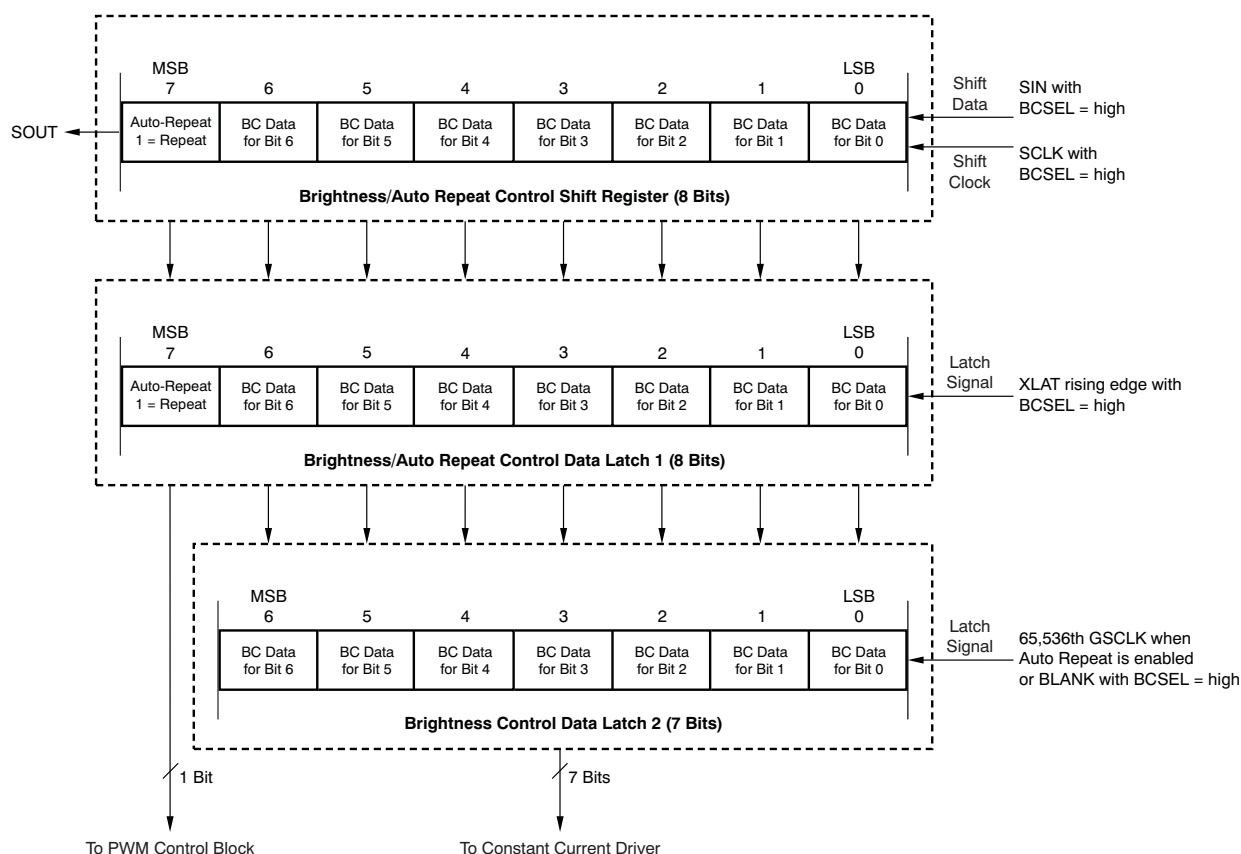 MSB LSB
7 6 5 4 3 2 1 0
SOUT
Auto-Repeat
1 = Repeat
BC Data
for Bit 6
BC Data
for Bit 5
BC Data
for Bit 4
BC Data
for Bit 3
BC Data
for Bit 2
BC Data
for Bit 1
BC Data
for Bit 0
Shift
Data
SIN with
BCSEL = high
Shift
Clock
SCLK with
BCSEL = high
Brightness/Auto Repeat Control Shift Register (8 Bits)
MSB LSB
7 6 5 4 3 2 1 0
Auto-Repeat
1 = Repeat
BC Data
for Bit 6
BC Data
for Bit 5
BC Data
for Bit 4
BC Data
for Bit 3
BC Data
for Bit 2
BC Data
for Bit 1
BC Data
for Bit 0
Latch
Signal
XLAT rising edge with
BCSEL = high
Brightness/Auto Repeat Control Data Latch 1 (8 Bits)
MSB LSB
6 5 4 3 2 1 0
BC Data
for Bit 6
BC Data
for Bit 5
BC Data
for Bit 4
BC Data
for Bit 3
BC Data
for Bit 2
BC Data
for Bit 1
BC Data
for Bit 0
Latch
Signal
65,536th GSCLK when
Auto Repeat is enabled
or BLANK with BCSEL = high
Brightness Control Data Latch 2 (7 Bits)
1 Bit
7 Bits
To PWM Control Block
To Constant Current Driver